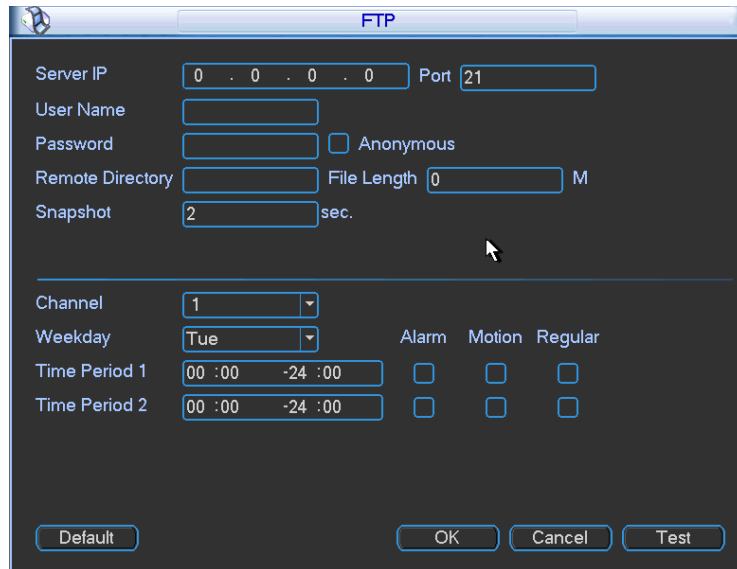 FTP
Server IP 0 . 0 . 0 . 0 Port 21
User Name
Password Anonymous
Remote Directory File Length 0 M
Snapshot 2 sec.
Channel 1
Weekday Tue Alarm Motion Regular
Time Period 1 00 :00 -24 :00
Time Period 2 00 :00 -24 :00
Default OK Cancel Test